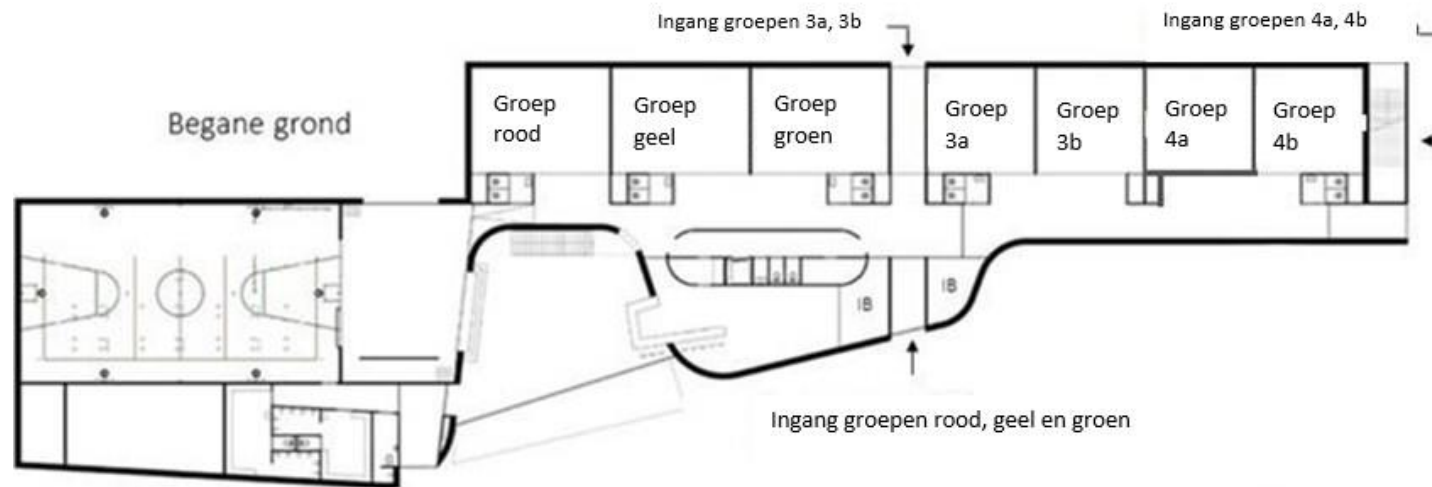 Ingang groepen 3a, 3b
Ingang groepen 4a, 4b
Begane grond
Groep
rood
Groep
geel
Groep
groen
Groep
3a
Groep
3b
Groep
4a
Groep
4b
IB
IB
Ingang groepen rood, geel en groen